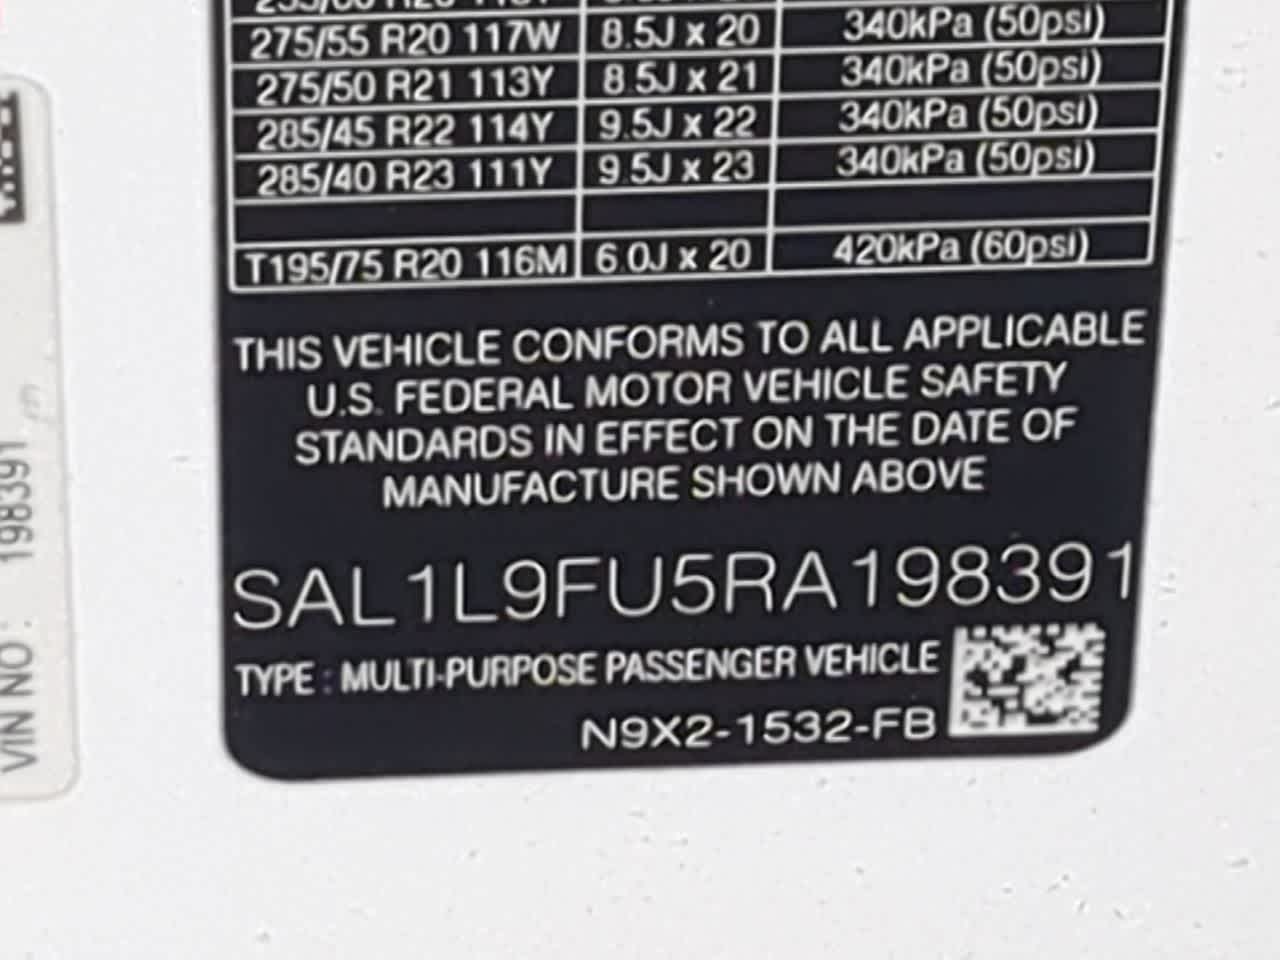 275/55 R20 117W 8.5J x 20 340kPa (50psi)
275/50 R21 113Y 8.5J x 21 340kPa (50psi)
285/45 R22 114Y 9.5J x 22 340kPa (50psi)
285/40 R23 111Y 9.5J x 23 340kPa (50psi)
T195/75 R20 116M 6.0J x 20 420kPa (60psi)
THIS VEHICLE CONFORMS TO ALL APPLICABLE
U.S. FEDERAL MOTOR VEHICLE SAFETY
STANDARDS IN EFFECT ON THE DATE OF
MANUFACTURE SHOWN ABOVE
SAL1L9FU5RA198391
TYPE : MULTI-PURPOSE PASSENGER VEHICLE
N9X2-1532-FB
VIN NO : 198391